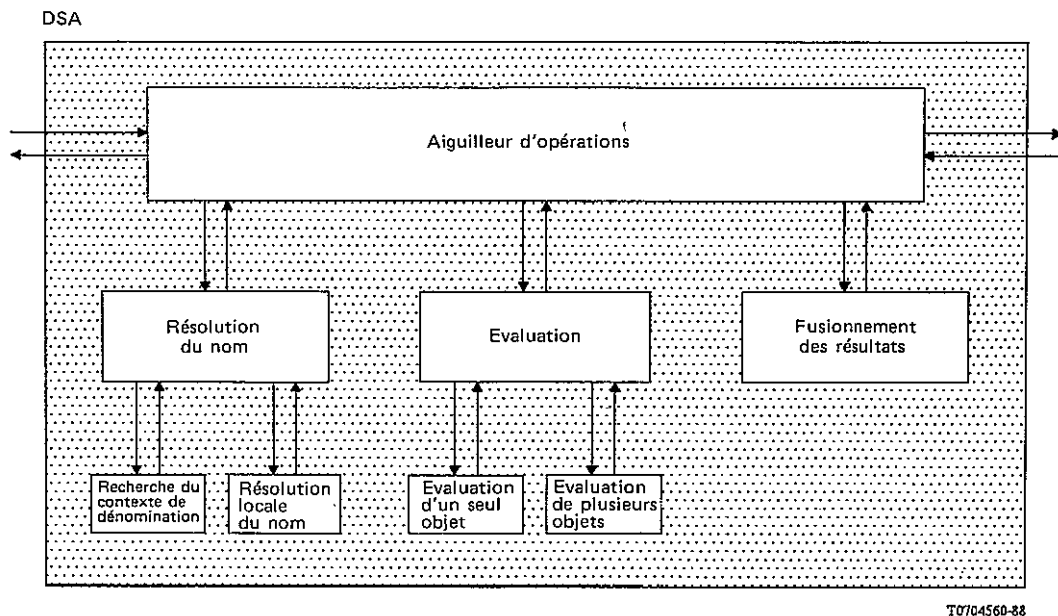 DSA
Aiguilleur d'opérations
Résolution
du nom
Evaluation
Fusionnement
des résultats
Recherche du
contexte de
dénomination
Résolution
locale
du nom
Evaluation
d'un seul
objet
Evaluation
de plusieurs
objets
T0704560-88